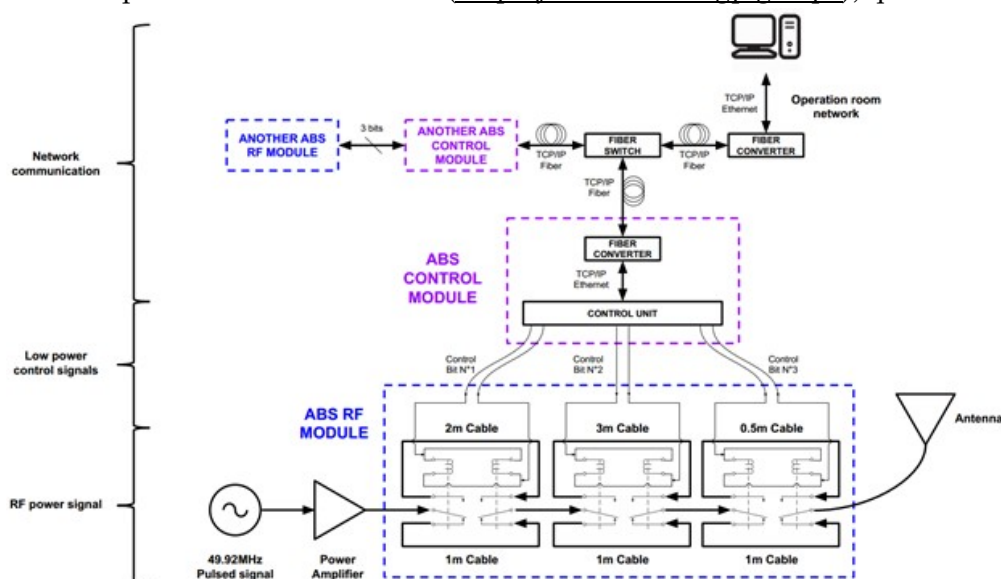 TCP/IP
Ethernet
Operation room
network
ANOTHER ABS
RF MODULE
3 bits
ANOTHER ABS
CONTROL
MODULE
TCP/IP
Fiber
FIBER
SWITCH
TCP/IP
Fiber
FIBER
CONVERTER
Network
communication
TCP/IP
Fiber
ABS
CONTROL
MODULE
FIBER
CONVERTER
TCP/IP
Ethernet
CONTROL UNIT
Low power
control signals
Control
Bit N°1
Control
Bit N°2
Control
Bit N°3
ABS RF
MODULE
2m Cable
3m Cable
0.5m Cable
Antenna
RF power signal
49.92MHz
Pulsed signal
Power
Amplifier
1m Cable
1m Cable
1m Cable